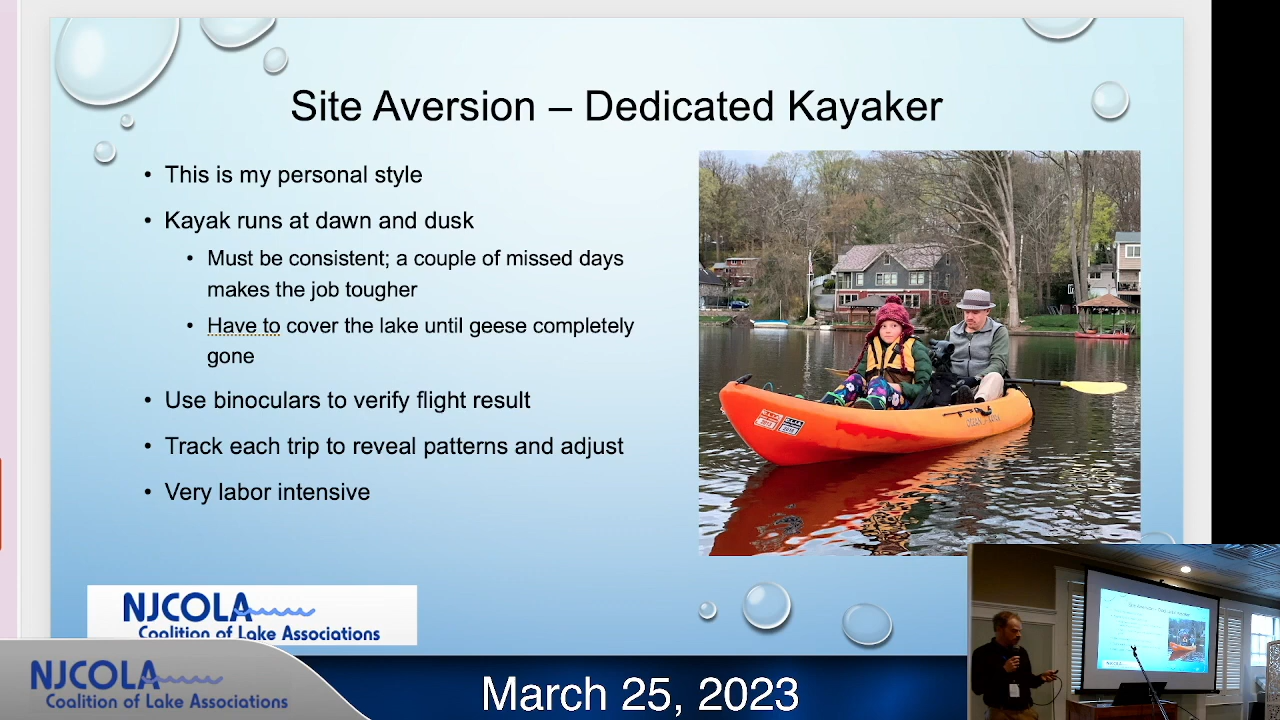 Site Aversion – Dedicated Kayaker
• This is my personal style
• Kayak runs at dawn and dusk
• Must be consistent; a couple of missed days
makes the job tougher
• Have to cover the lake until geese completely
gone
• Use binoculars to verify flight result
• Track each trip to reveal patterns and adjust
• Very labor intensive
NJCOLA
Coalition of Lake Associations
NJCOLA
Coalition of Lake Associations
March 25, 2023